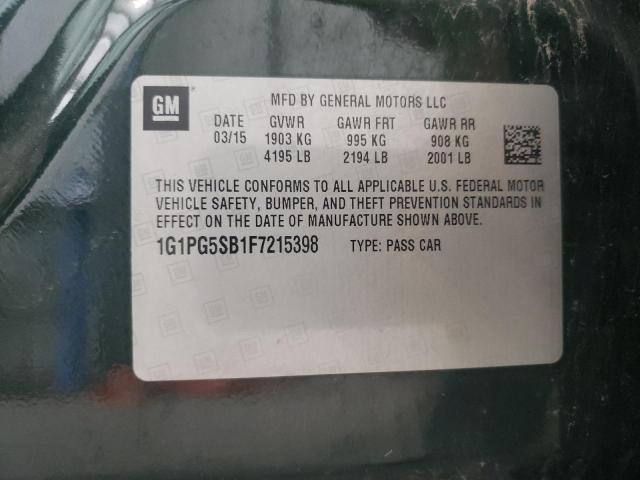 GM
MFD BY GENERAL MOTORS LLC
DATE GVWR GAWR FRT GAWR RR
03/15 1903 KG 995 KG 908 KG
4195 LB 2194 LB 2001 LB
THIS VEHICLE CONFORMS TO ALL APPLICABLE U.S. FEDERAL MOTOR
VEHICLE SAFETY, BUMPER, AND THEFT PREVENTION STANDARDS IN
EFFECT ON THE DATE OF MANUFACTURE SHOWN ABOVE.
1G1PG5SB1F7215398 TYPE: PASS CAR